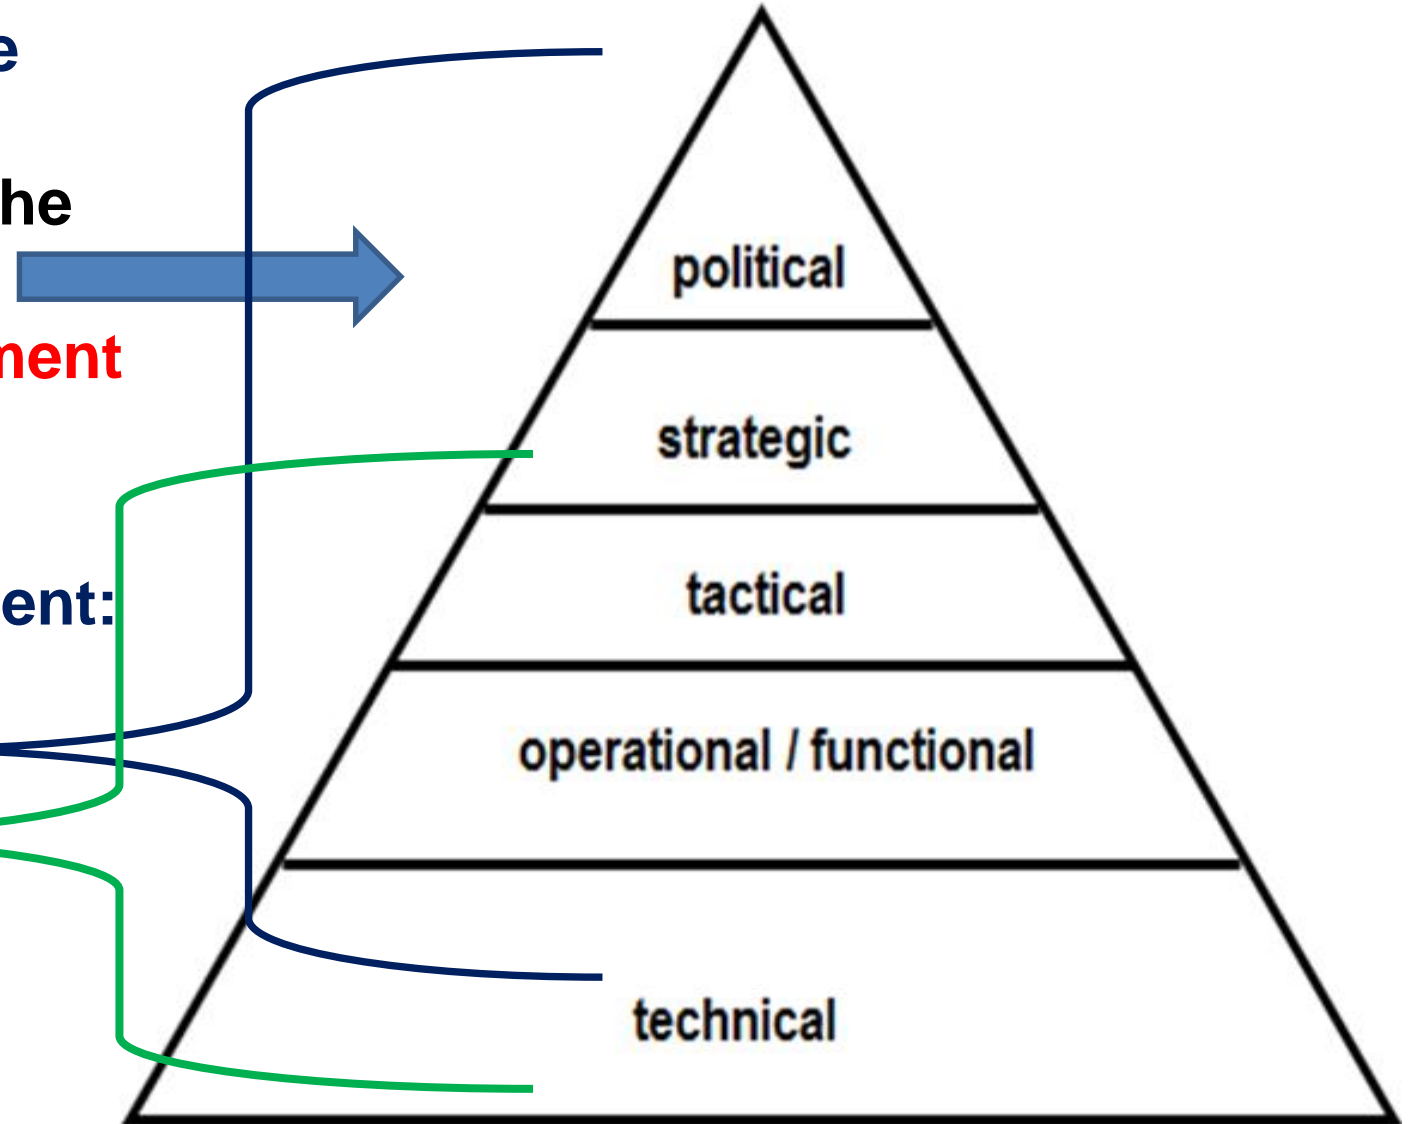 e
he
political
ment
strategic
ent:
tactical
operational / functional
technical